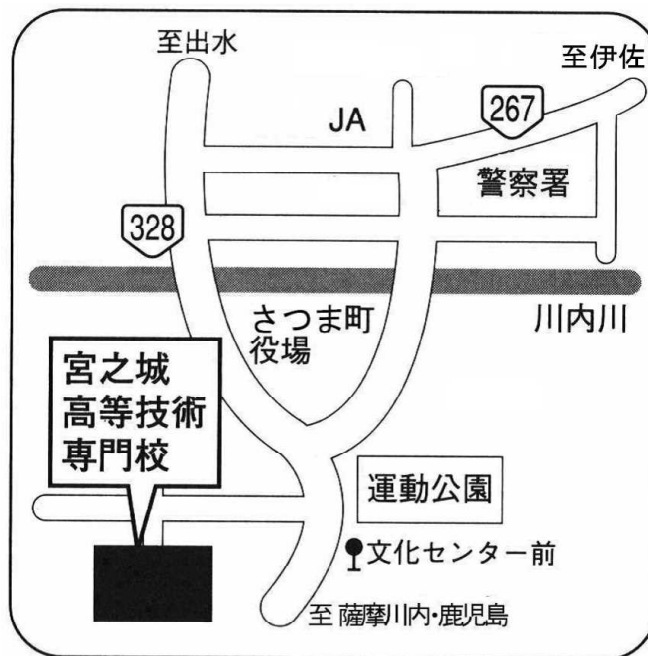 至出水
至伊佐
267
JA
警察署
328
さつま町
役場
川内川
宮之城
高等技術
専門校
運動公園
文化センター前
至 薩摩川内・鹿児島